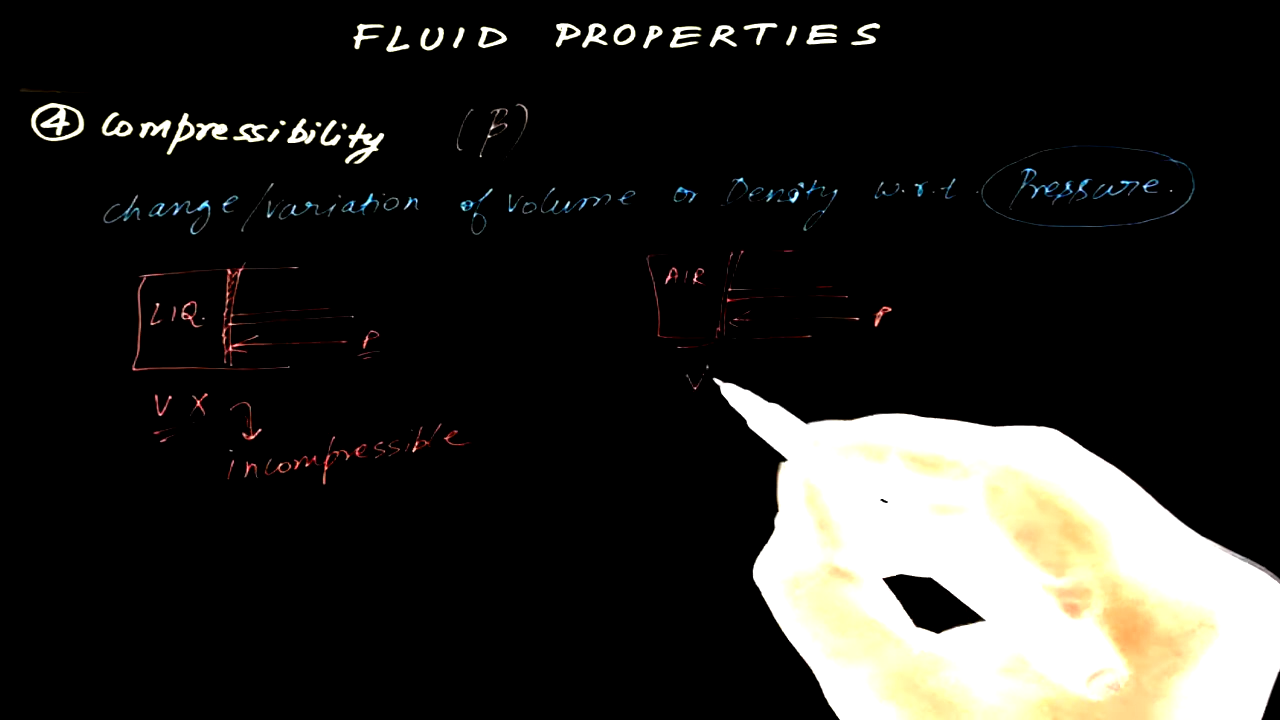 FLUID PROPERTIES
4 Compressibility (β)
change/variation of volume or Density w.r.t. Pressure.
LIQ. P
AIR P
V X
incompressible
V